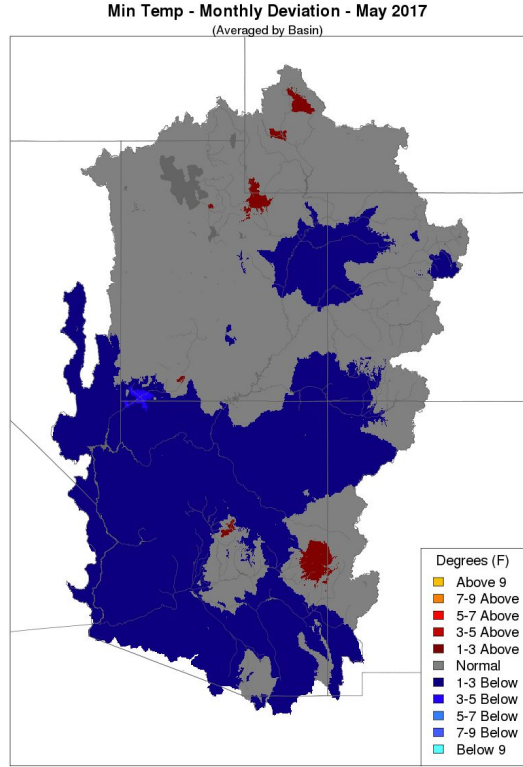 Min Temp - Monthly Deviation - May 2017
(Averaged by Basin)
Degrees (F)
Above 9
7-9 Above
5-7 Above
3-5 Above
1-3 Above
Normal
1-3 Below
3-5 Below
5-7 Below
7-9 Below
Below 9